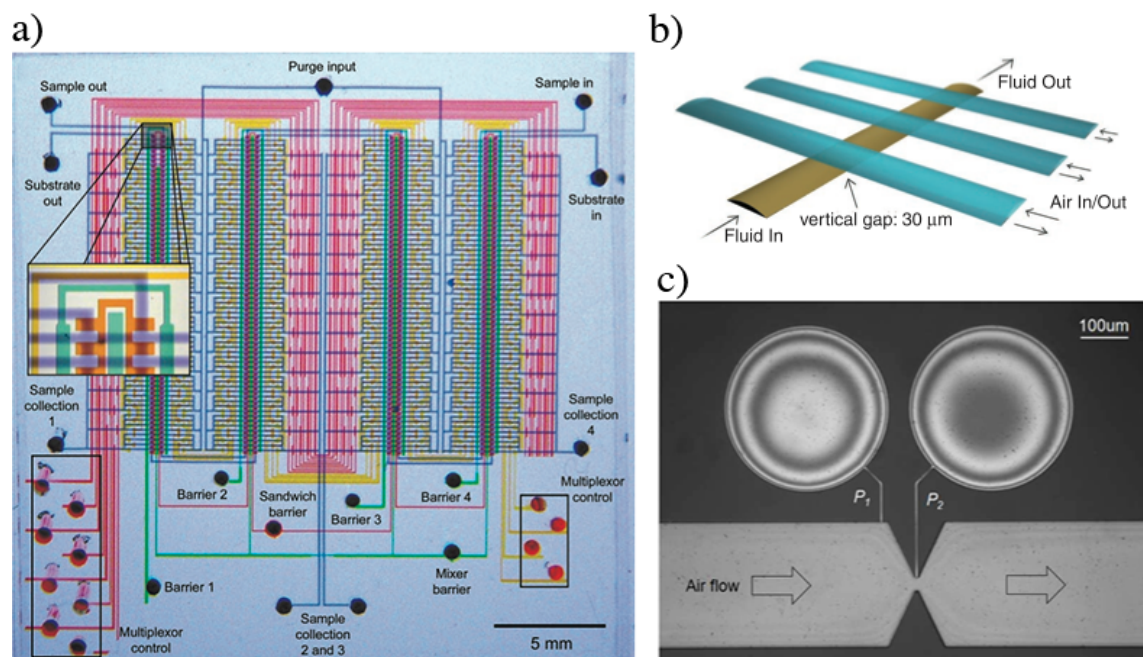 a)
Purge input
Sample out
Sample in
Substrate
out
Substrate
in
Sample
collection
1
Sample
collection
4
Barrier 2
Sandwich
barrier
Barrier 3
Barrier 4
Multiplexor
control
Barrier 1
Mixer
barrier
Multiplexor
control
Sample
collection
2 and 3
5 mm
b)
Fluid Out
Air In/Out
vertical gap: 30 μm
Fluid In
c)
100um
P1
P2
Air flow